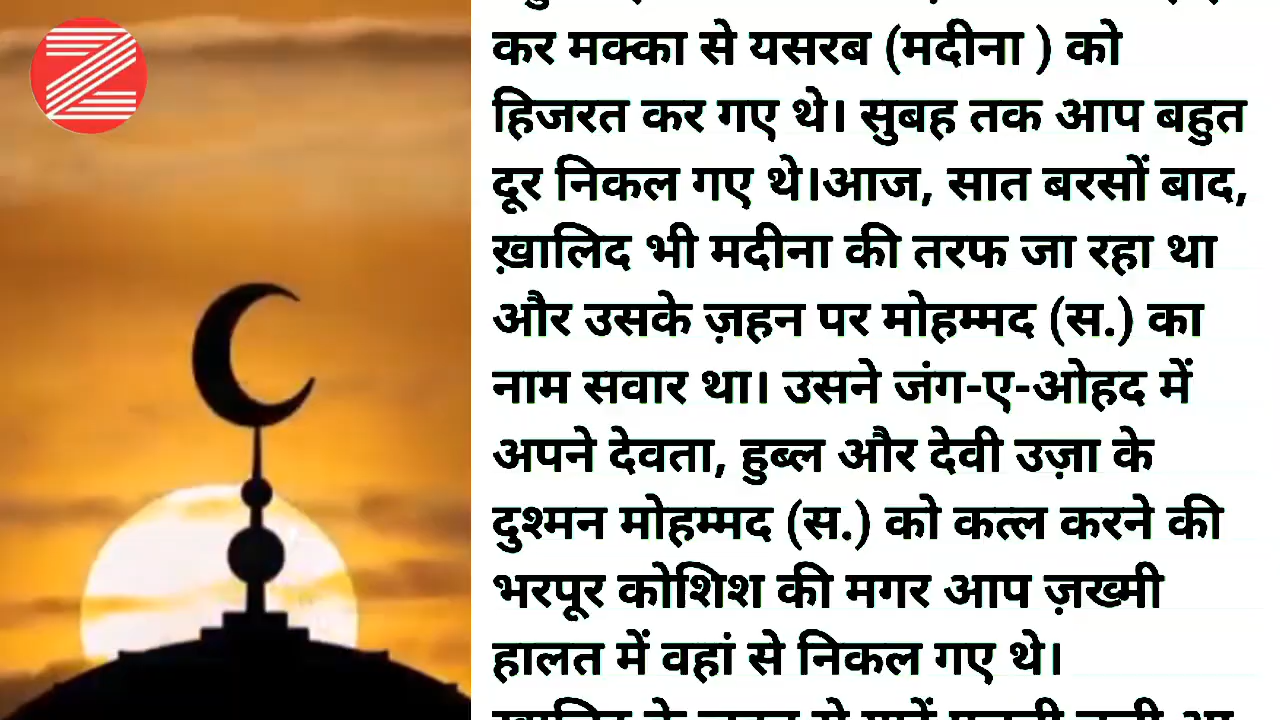 कर मक्का से यसरब (मदीना ) को
हिजरत कर गए थे। सुबह तक आप बहुत
दूर निकल गए थे।आज, सात बरसों बाद,
ख़ालिद भी मदीना की तरफ जा रहा था
और उसके ज़हन पर मोहम्मद (स.) का
नाम सवार था। उसने जंग-ए-ओहद में
अपने देवता, हुब्ल और देवी उज़ा के
दुश्मन मोहम्मद (स.) को कत्ल करने की
भरपूर कोशिश की मगर आप ज़ख्मी
हालत में वहां से निकल गए थे।